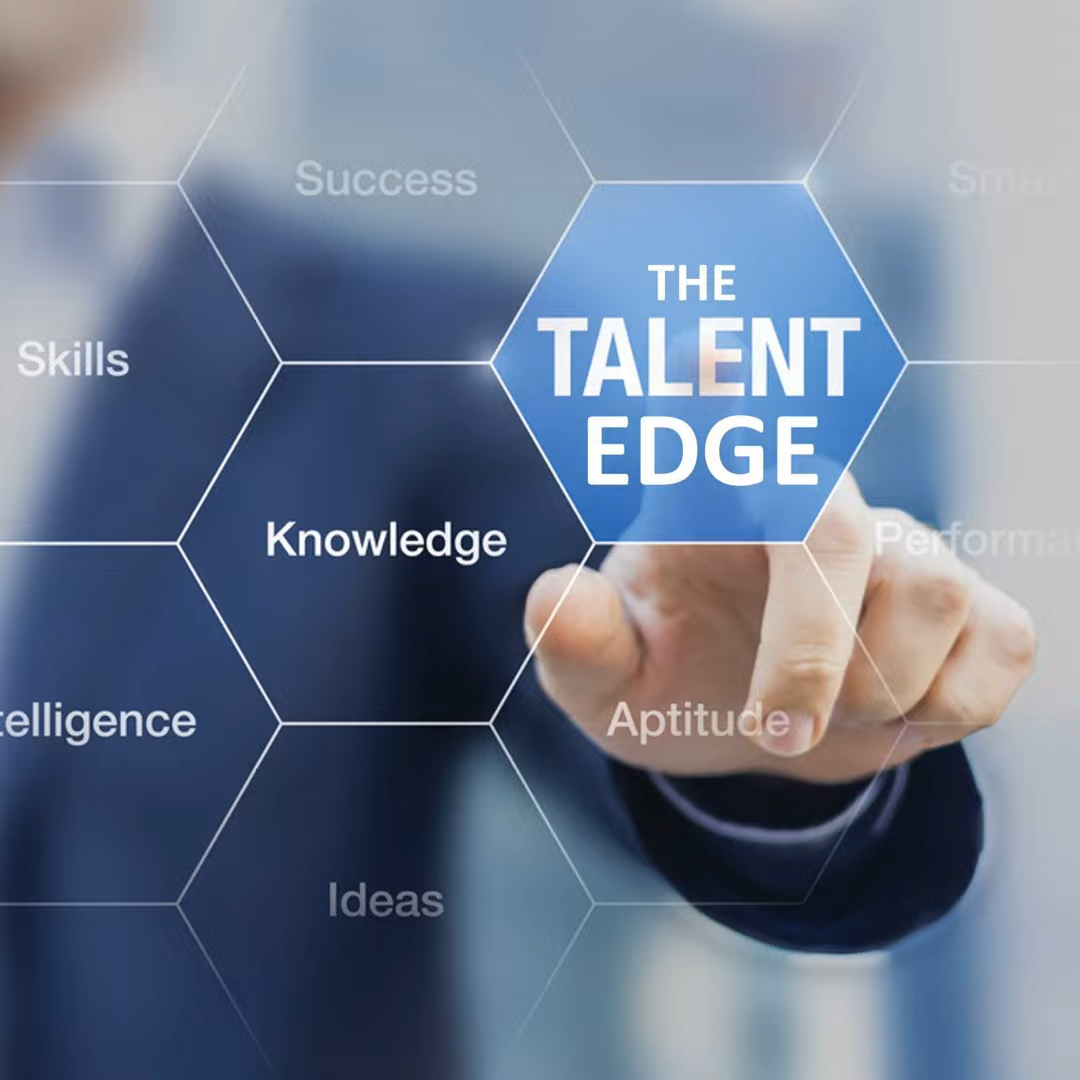 Success
THE
TALENT
EDGE
Skills
Knowledge
telligence
Aptitude
Ideas